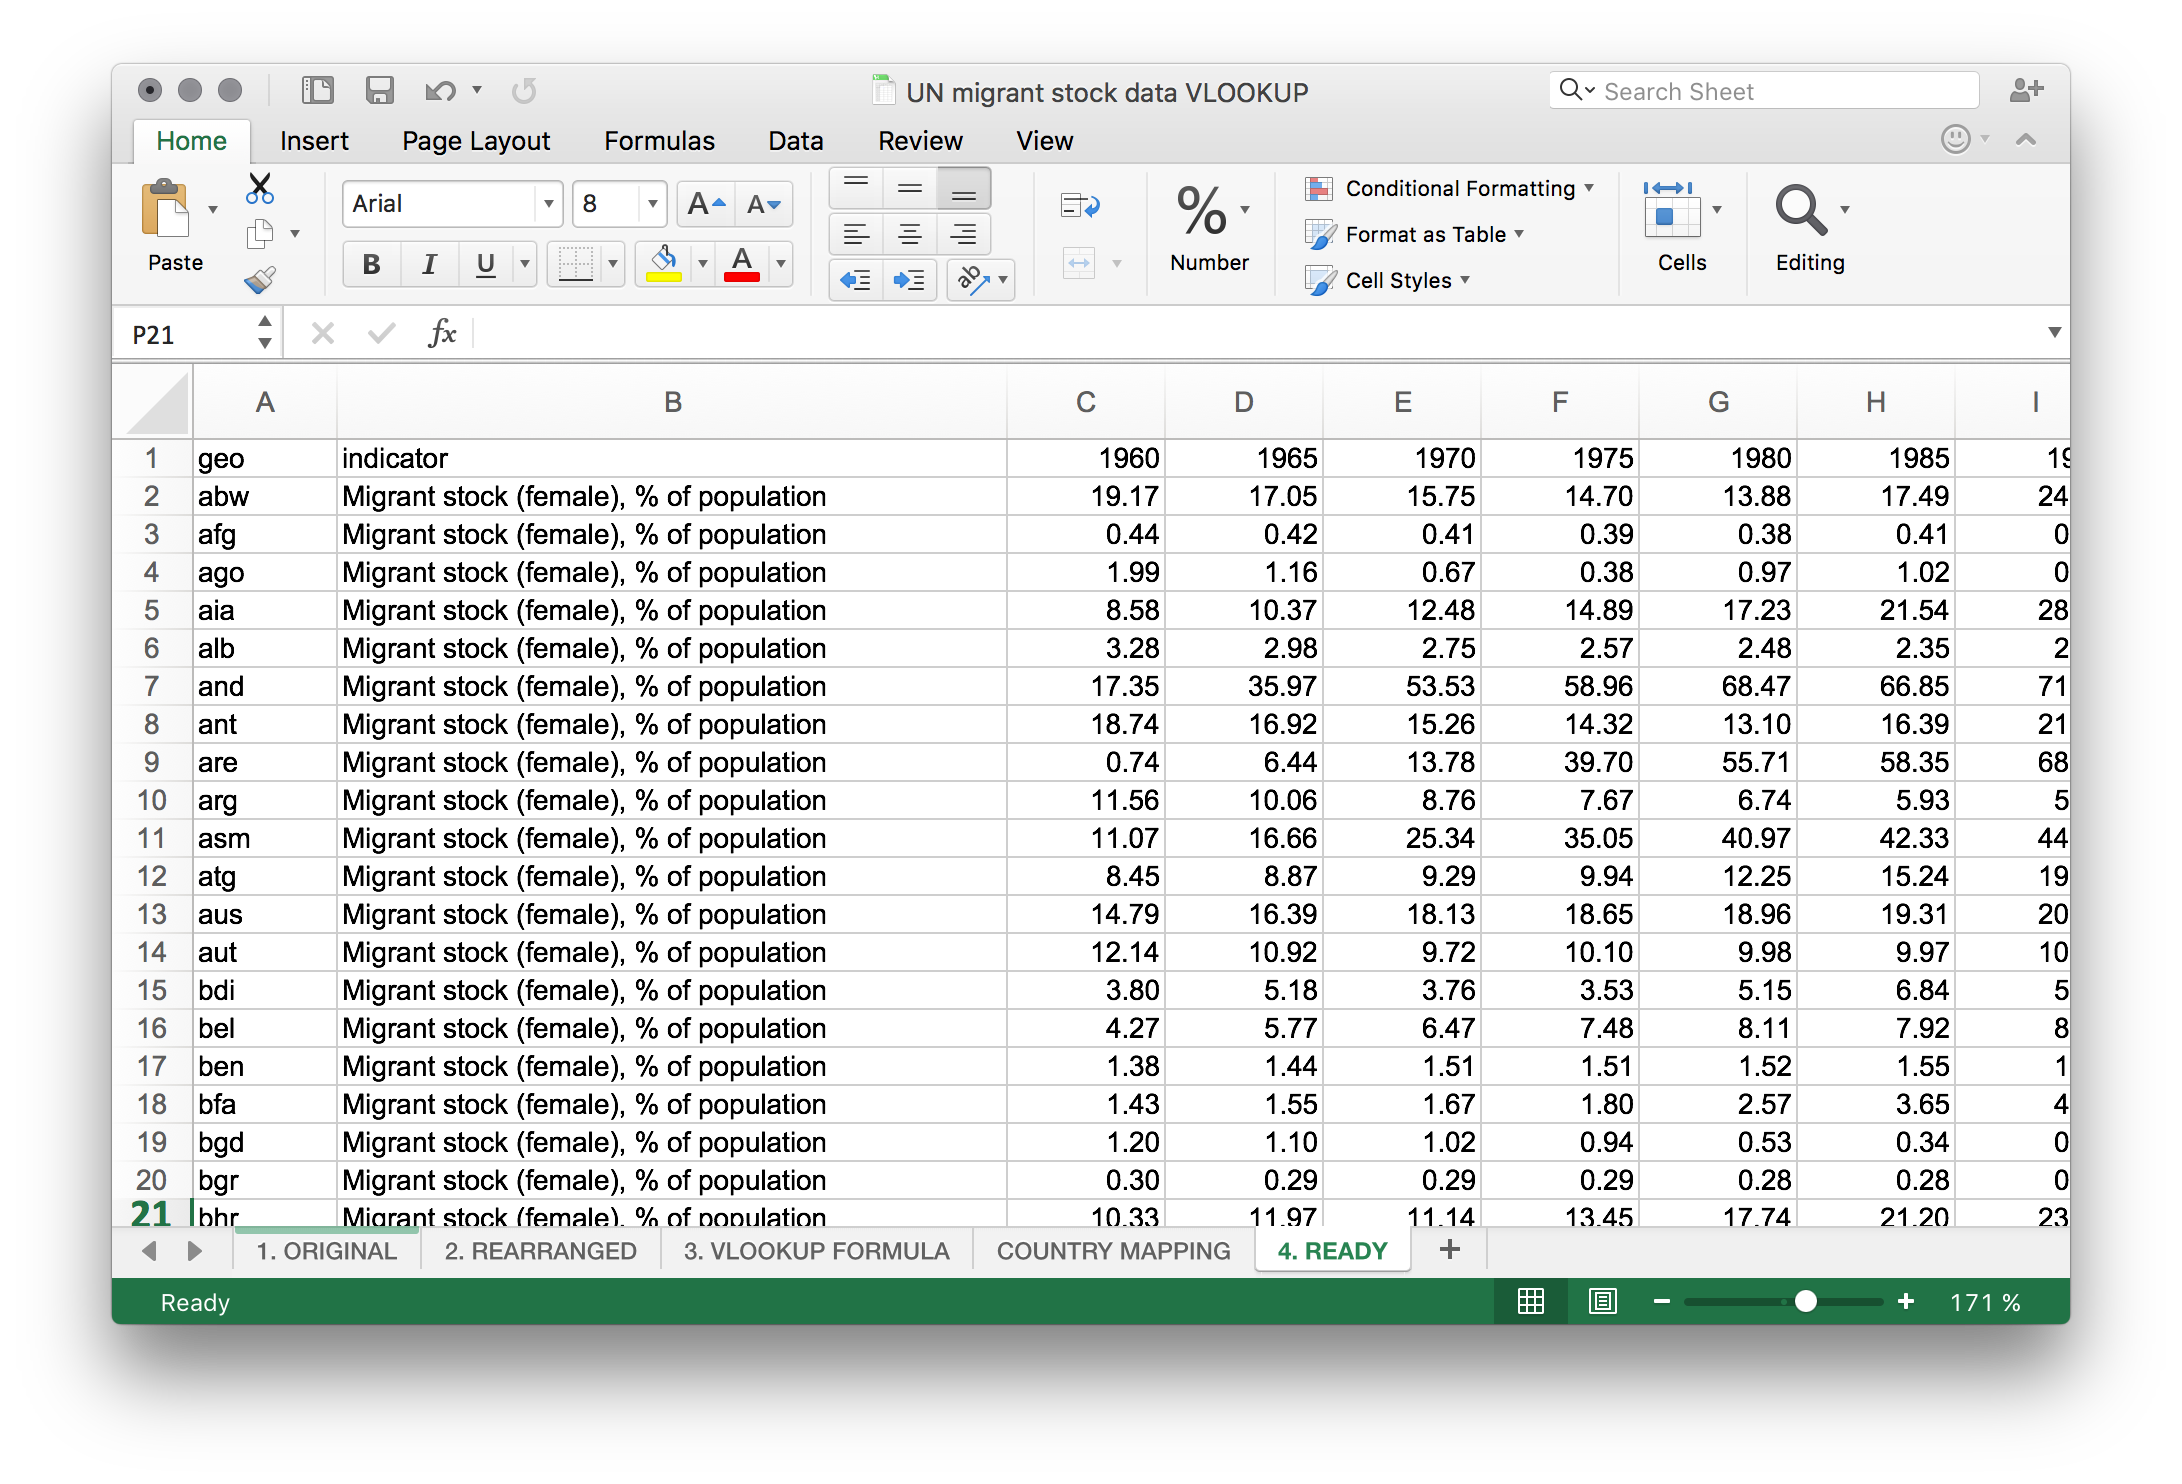 UN migrant stock data VLOOKUP
Search Sheet
Home Insert Page Layout Formulas Data Review View
Paste
Arial 8 A A
B I U A
ab
% Number
Conditional Formatting
Format as Table
Cell Styles
Cells
Editing
P21 fx
A B C D E F G H I
1 geo indicator 1960 1965 1970 1975 1980 1985
2 abw Migrant stock (female), % of population 19.17 17.05 15.75 14.70 13.88 17.49 24
3 afg Migrant stock (female), % of population 0.44 0.42 0.41 0.39 0.38 0.41 0
4 ago Migrant stock (female), % of population 1.99 1.16 0.67 0.38 0.97 1.02 0
5 aia Migrant stock (female), % of population 8.58 10.37 12.48 14.89 17.23 21.54 28
6 alb Migrant stock (female), % of population 3.28 2.98 2.75 2.57 2.48 2.35 2
7 and Migrant stock (female), % of population 17.35 35.97 53.53 58.96 68.47 66.85 71
8 ant Migrant stock (female), % of population 18.74 16.92 15.26 14.32 13.10 16.39 21
9 are Migrant stock (female), % of population 0.74 6.44 13.78 39.70 55.71 58.35 68
10 arg Migrant stock (female), % of population 11.56 10.06 8.76 7.67 6.74 5.93 5
11 asm Migrant stock (female), % of population 11.07 16.66 25.34 35.05 40.97 42.33 44
12 atg Migrant stock (female), % of population 8.45 8.87 9.29 9.94 12.25 15.24 19
13 aus Migrant stock (female), % of population 14.79 16.39 18.13 18.65 18.96 19.31 20
14 aut Migrant stock (female), % of population 12.14 10.92 9.72 10.10 9.98 9.97 10
15 bdi Migrant stock (female), % of population 3.80 5.18 3.76 3.53 5.15 6.84 5
16 bel Migrant stock (female), % of population 4.27 5.77 6.47 7.48 8.11 7.92 8
17 ben Migrant stock (female), % of population 1.38 1.44 1.51 1.51 1.52 1.55 1
18 bfa Migrant stock (female), % of population 1.43 1.55 1.67 1.80 2.57 3.65 4
19 bgd Migrant stock (female), % of population 1.20 1.10 1.02 0.94 0.53 0.34 0
20 bgr Migrant stock (female), % of population 0.30 0.29 0.29 0.29 0.28 0.28 0
21 bhr Migrant stock (female), % of population 10.33 11.97 11.14 13.45 17.74 21.20 23
1. ORIGINAL 2. REARRANGED 3. VLOOKUP FORMULA COUNTRY MAPPING 4. READY +
Ready 171 %